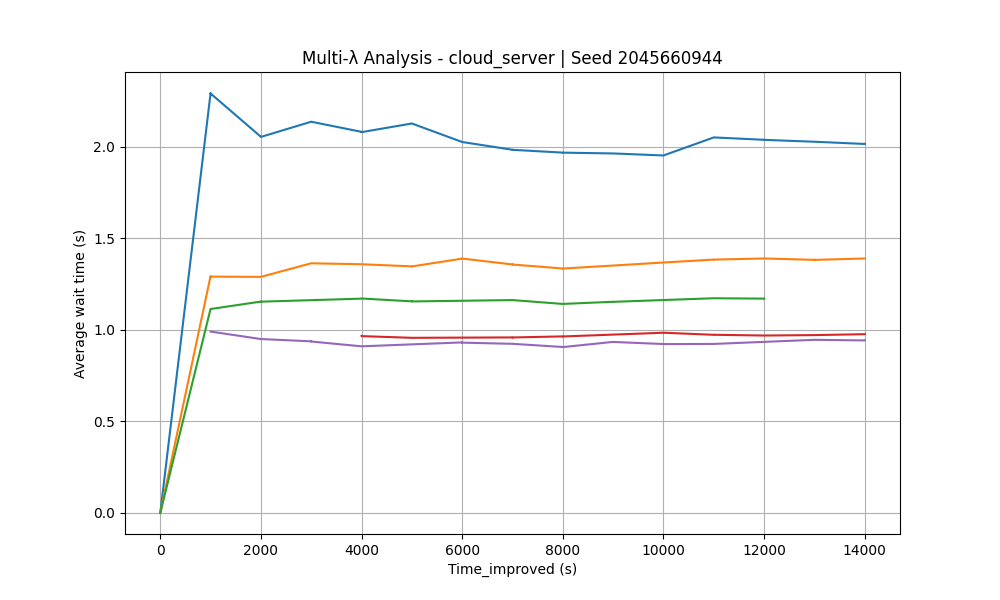 Multi-λ Analysis - cloud_server | Seed 2045660944
Average wait time (s)
2.0
1.5
1.0
0.5
0.0
0 2000 4000 6000 8000 10000 12000 14000
Time_improved (s)